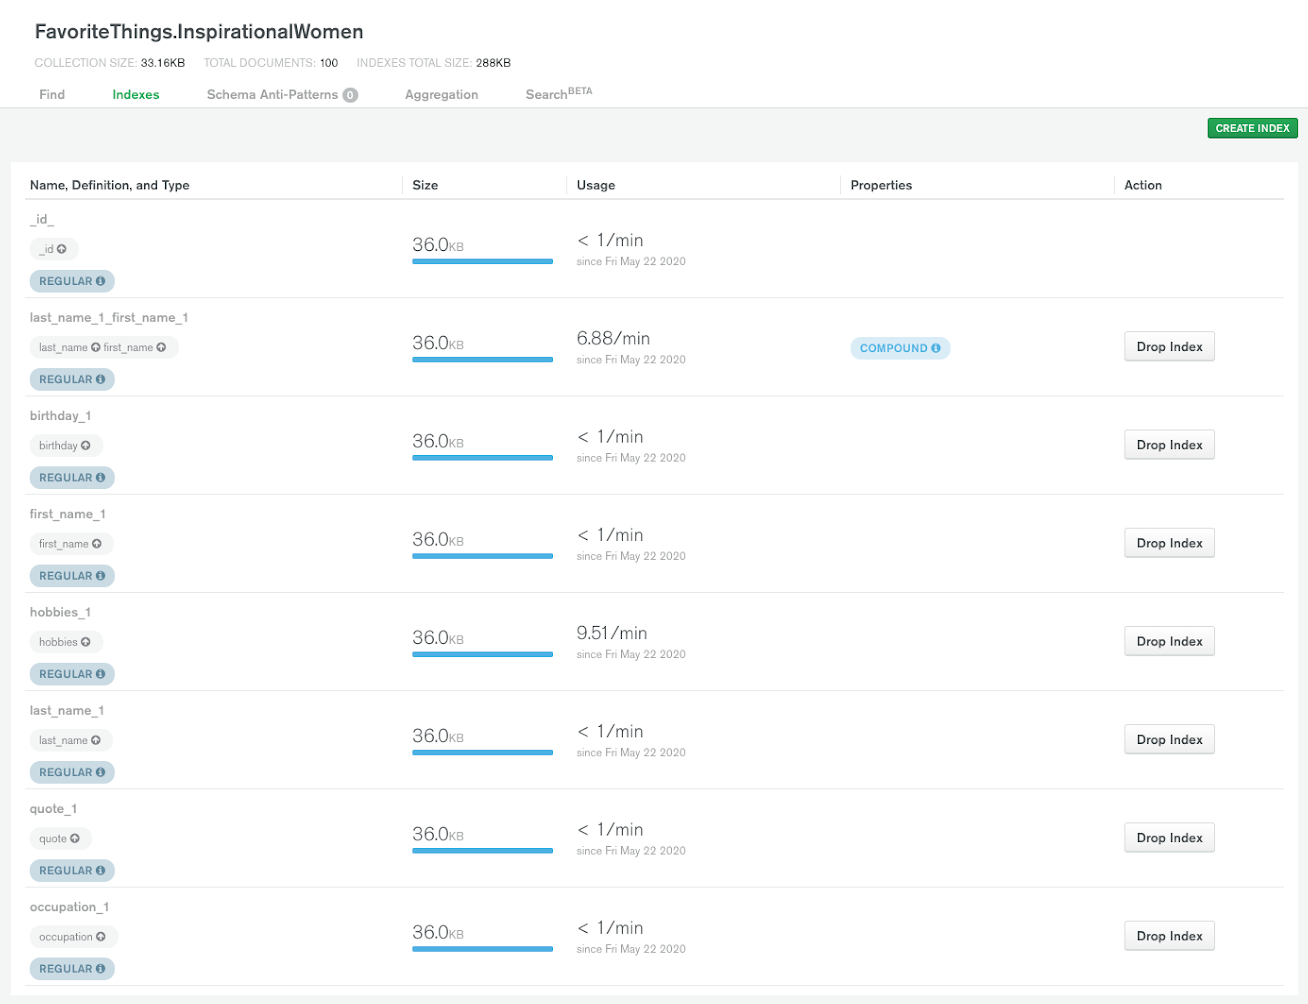 FavoriteThings.InspirationalWomen
COLLECTION SIZE: 33.16KB TOTAL DOCUMENTS: 100 INDEXES TOTAL SIZE: 288KB
Find Indexes Schema Anti-Patterns 0 Aggregation SearchBETA
CREATE INDEX
Name, Definition, and Type Size Usage Properties Action
_id_
_id
REGULAR
36.0KB
< 1/min
since Fri May 22 2020
last_name_1_first_name_1
last_name first_name
REGULAR
36.0KB
6.88/min
since Fri May 22 2020
COMPOUND
Drop Index
birthday_1
birthday
REGULAR
36.0KB
< 1/min
since Fri May 22 2020
Drop Index
first_name_1
first_name
REGULAR
36.0KB
< 1/min
since Fri May 22 2020
Drop Index
hobbies_1
hobbies
REGULAR
36.0KB
9.51/min
since Fri May 22 2020
Drop Index
last_name_1
last_name
REGULAR
36.0KB
< 1/min
since Fri May 22 2020
Drop Index
quote_1
quote
REGULAR
36.0KB
< 1/min
since Fri May 22 2020
Drop Index
occupation_1
occupation
REGULAR
36.0KB
< 1/min
since Fri May 22 2020
Drop Index